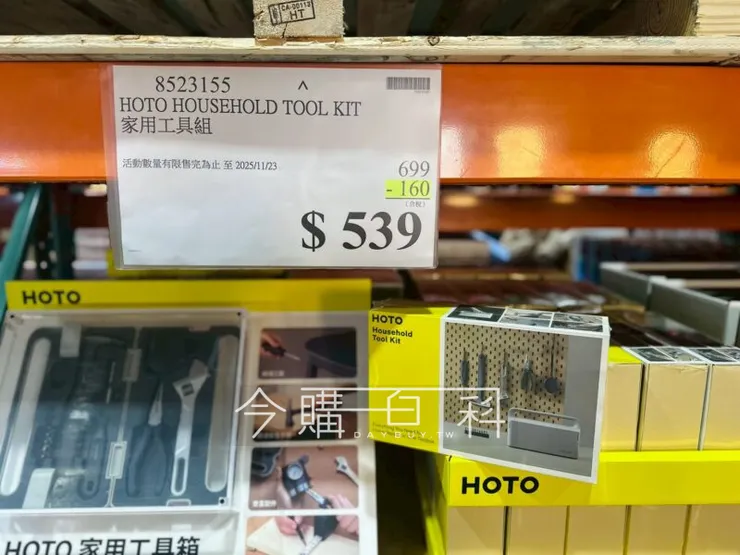 CA-00112
HT
8523155
^
HOTO HOUSEHOLD TOOL KIT
家用工具組
活動數量有限售完為止 至 2025/11/23
699
- 160
(含稅)
$ 539
HOTO
HOTO
Household
Tool Kit
今購百科
DAYBUY.TW
HOTO
HOTO 家用工具箱